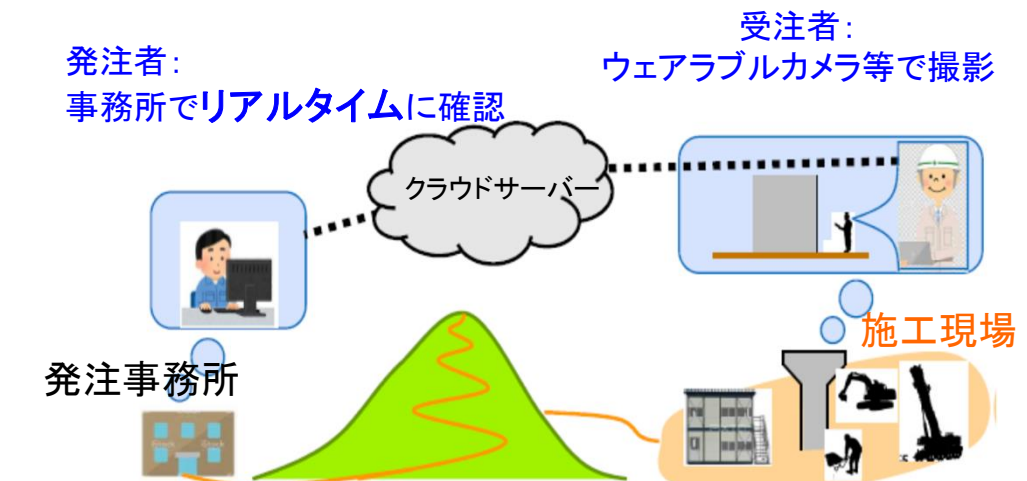 発注者：
事務所でリアルタイムに確認
受注者：
ウェアラブルカメラ等で撮影
クラウドサーバー
発注事務所
施工現場